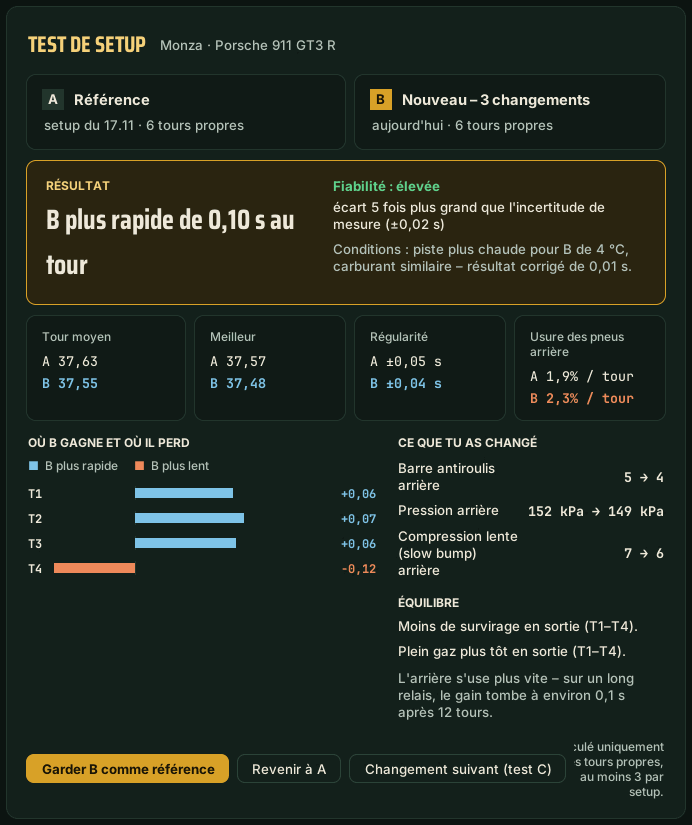 TEST DE SETUP Monza · Porsche 911 GT3 R
A Référence
setup du 17.11 · 6 tours propres
B Nouveau – 3 changements
aujourd'hui · 6 tours propres
RÉSULTAT
B plus rapide de 0,10 s au
tour
Fiabilité : élevée
écart 5 fois plus grand que l'incertitude de
mesure (±0,02 s)
Conditions : piste plus chaude pour B de 4 °C,
carburant similaire – résultat corrigé de 0,01 s.
Tour moyen
A 37,63
B 37,55
Meilleur
A 37,57
B 37,48
Régularité
A ±0,05 s
B ±0,04 s
Usure des pneus
arrière
A 1,9% / tour
B 2,3% / tour
OÙ B GAGNE ET OÙ IL PERD
B plus rapide B plus lent
T1 +0,06
T2 +0,07
T3 +0,06
T4 -0,12
CE QUE TU AS CHANGÉ
Barre antiroulis
arrière
5 → 4
Pression arrière 152 kPa → 149 kPa
Compression lente
(slow bump)
arrière
7 → 6
ÉQUILIBRE
Moins de survirage en sortie (T1–T4).
Plein gaz plus tôt en sortie (T1–T4).
L'arrière s'use plus vite – sur un long
relais, le gain tombe à environ 0,1 s
après 12 tours.
Garder B comme référence
Revenir à A
Changement suivant (test C)
uniquement
tours propres,
au moins 3 par
setup.